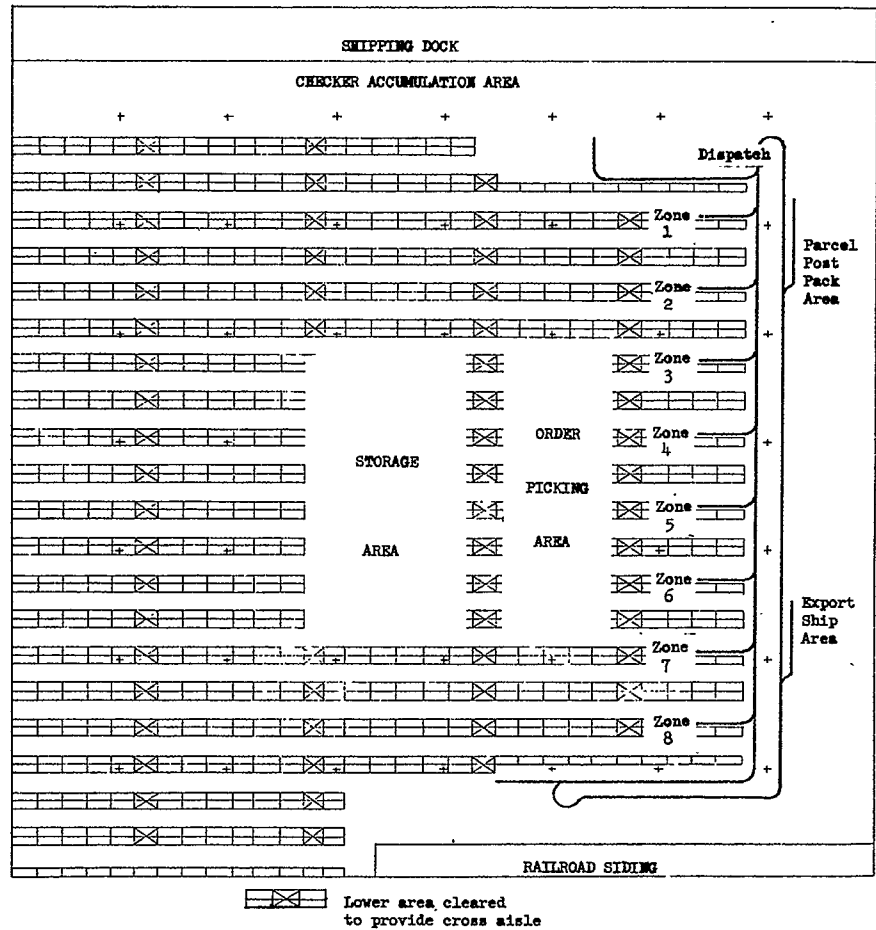 SHIPPING DOCK
CHECKER ACCUMULATION AREA
Dispatch
Zone
1
Parcel
Post
Pack
Area
Zone
2
Zone
3
Zone
4
ORDER
STORAGE
PICKING
Zone
5
AREA
AREA
Zone
6
Export
Ship
Area
Zone
7
Zone
8
RAILROAD SIDING
Lower area cleared
to provide cross aisle